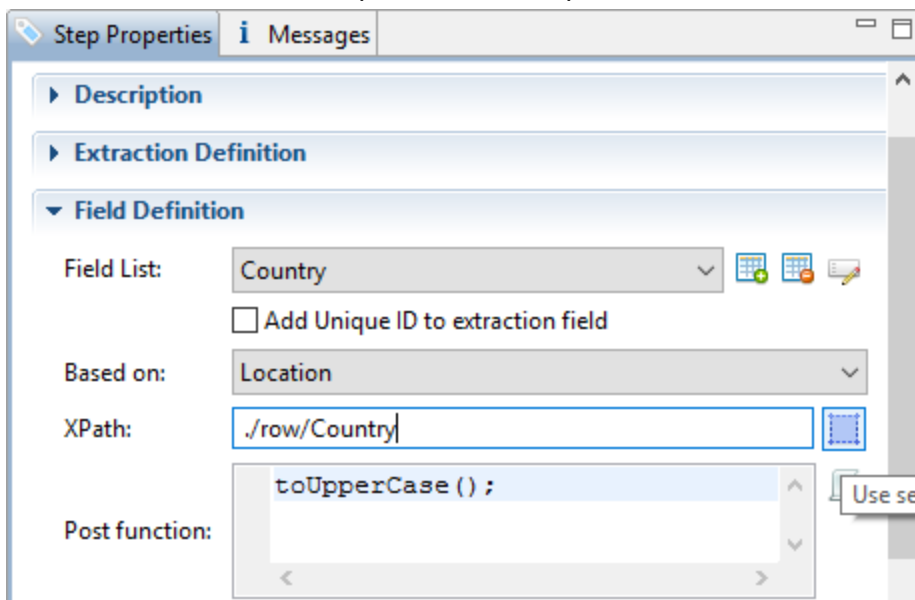 Step Properties
Messages
Description
Extraction Definition
Field Definition
Field List:
Country
Add Unique ID to extraction field
Based on:
Location
XPath:
./row/Country
Post function:
toUpperCase();
Use se